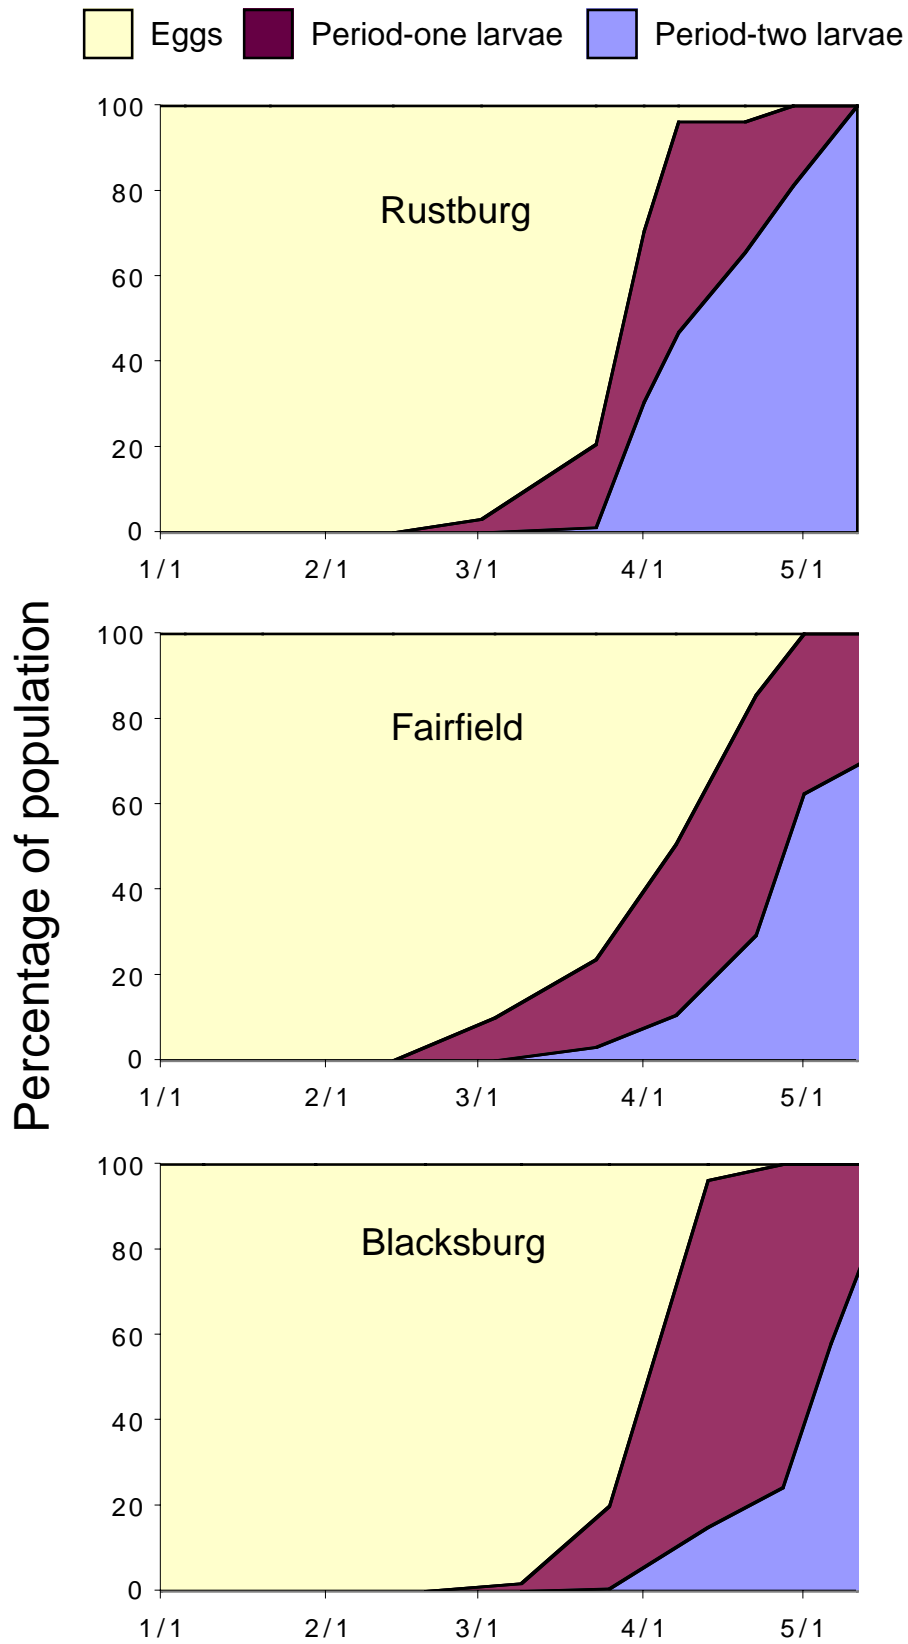 Eggs Period-one larvae Period-two larvae
Percentage of population
100
80
60
40
20
0
Rustburg
1/1 2/1 3/1 4/1 5/1
100
80
60
40
20
0
Fairfield
1/1 2/1 3/1 4/1 5/1
100
80
60
40
20
0
Blacksburg
1/1 2/1 3/1 4/1 5/1